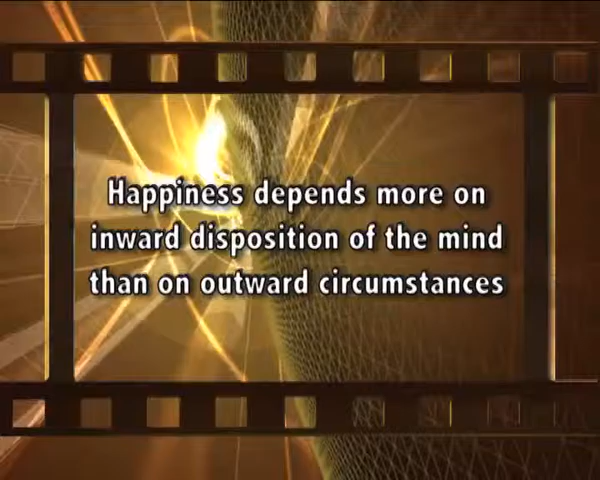 Happiness depends more on
inward disposition of the mind
than on outward circumstances